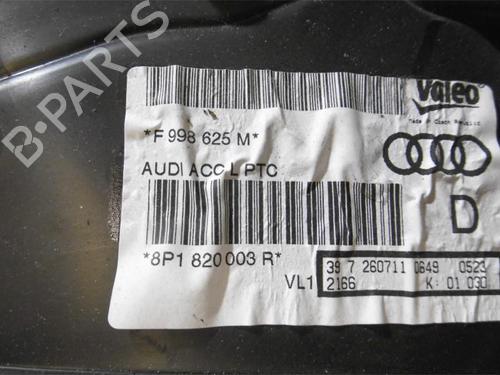 B-PARTS
Valeo
Made in Czech Republic
*F 998 625 M*
AUDI ACC L PTC
D
*8P1 820 003 R*
VL1
39 7 260711 0649 0523
2166 K: 01 030